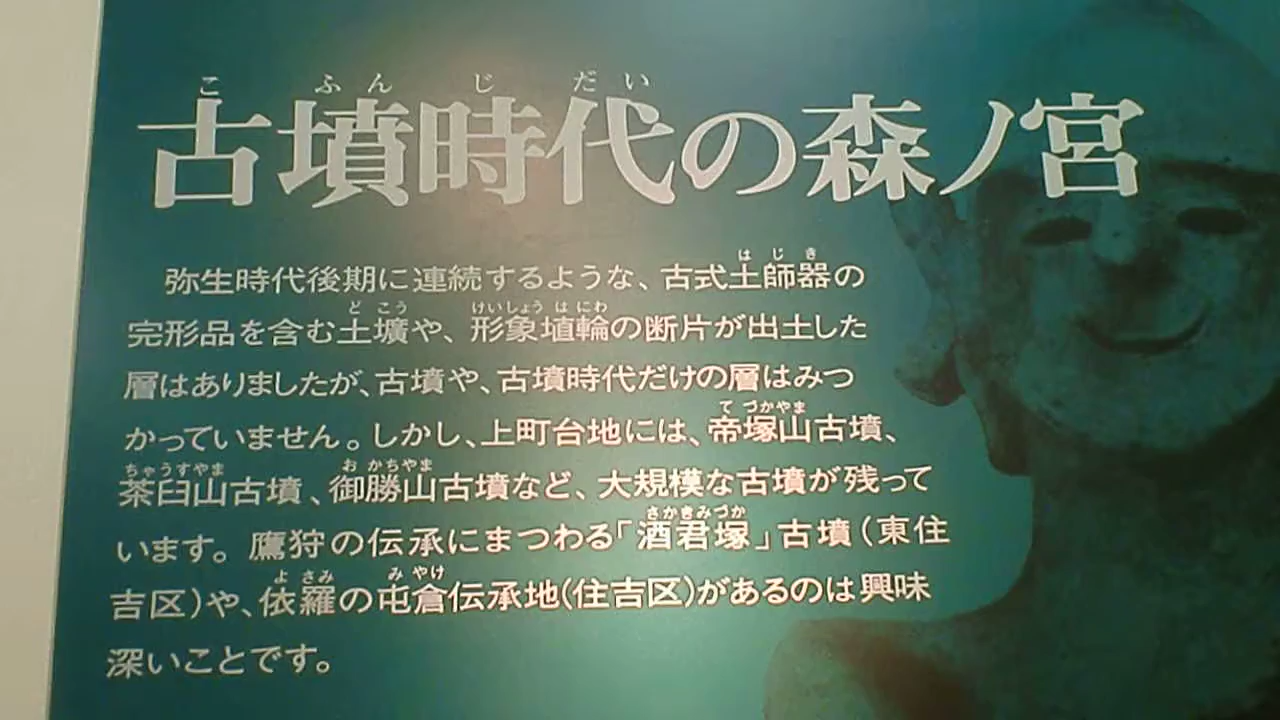 こ ふん じ だい
古墳時代の森ノ宮
は じ き
弥生時代後期に連続するような、古式土師器の
ど こう けいしょう は にわ
完形品を含む土壙や、形象埴輪の断片が出土した
層はありましたが、古墳や、古墳時代だけの層はみつ
て づかやま
かっていません。しかし、上町台地には、帝塚山古墳、
ちゃうすやま お かちやま
茶臼山古墳、御勝山古墳など、大規模な古墳が残って
さかきみづか
います。鷹狩の伝承にまつわる「酒君塚」古墳(東住
よ さみ み やけ
吉区)や、依羅の屯倉伝承地(住吉区)があるのは興味
深いことです。